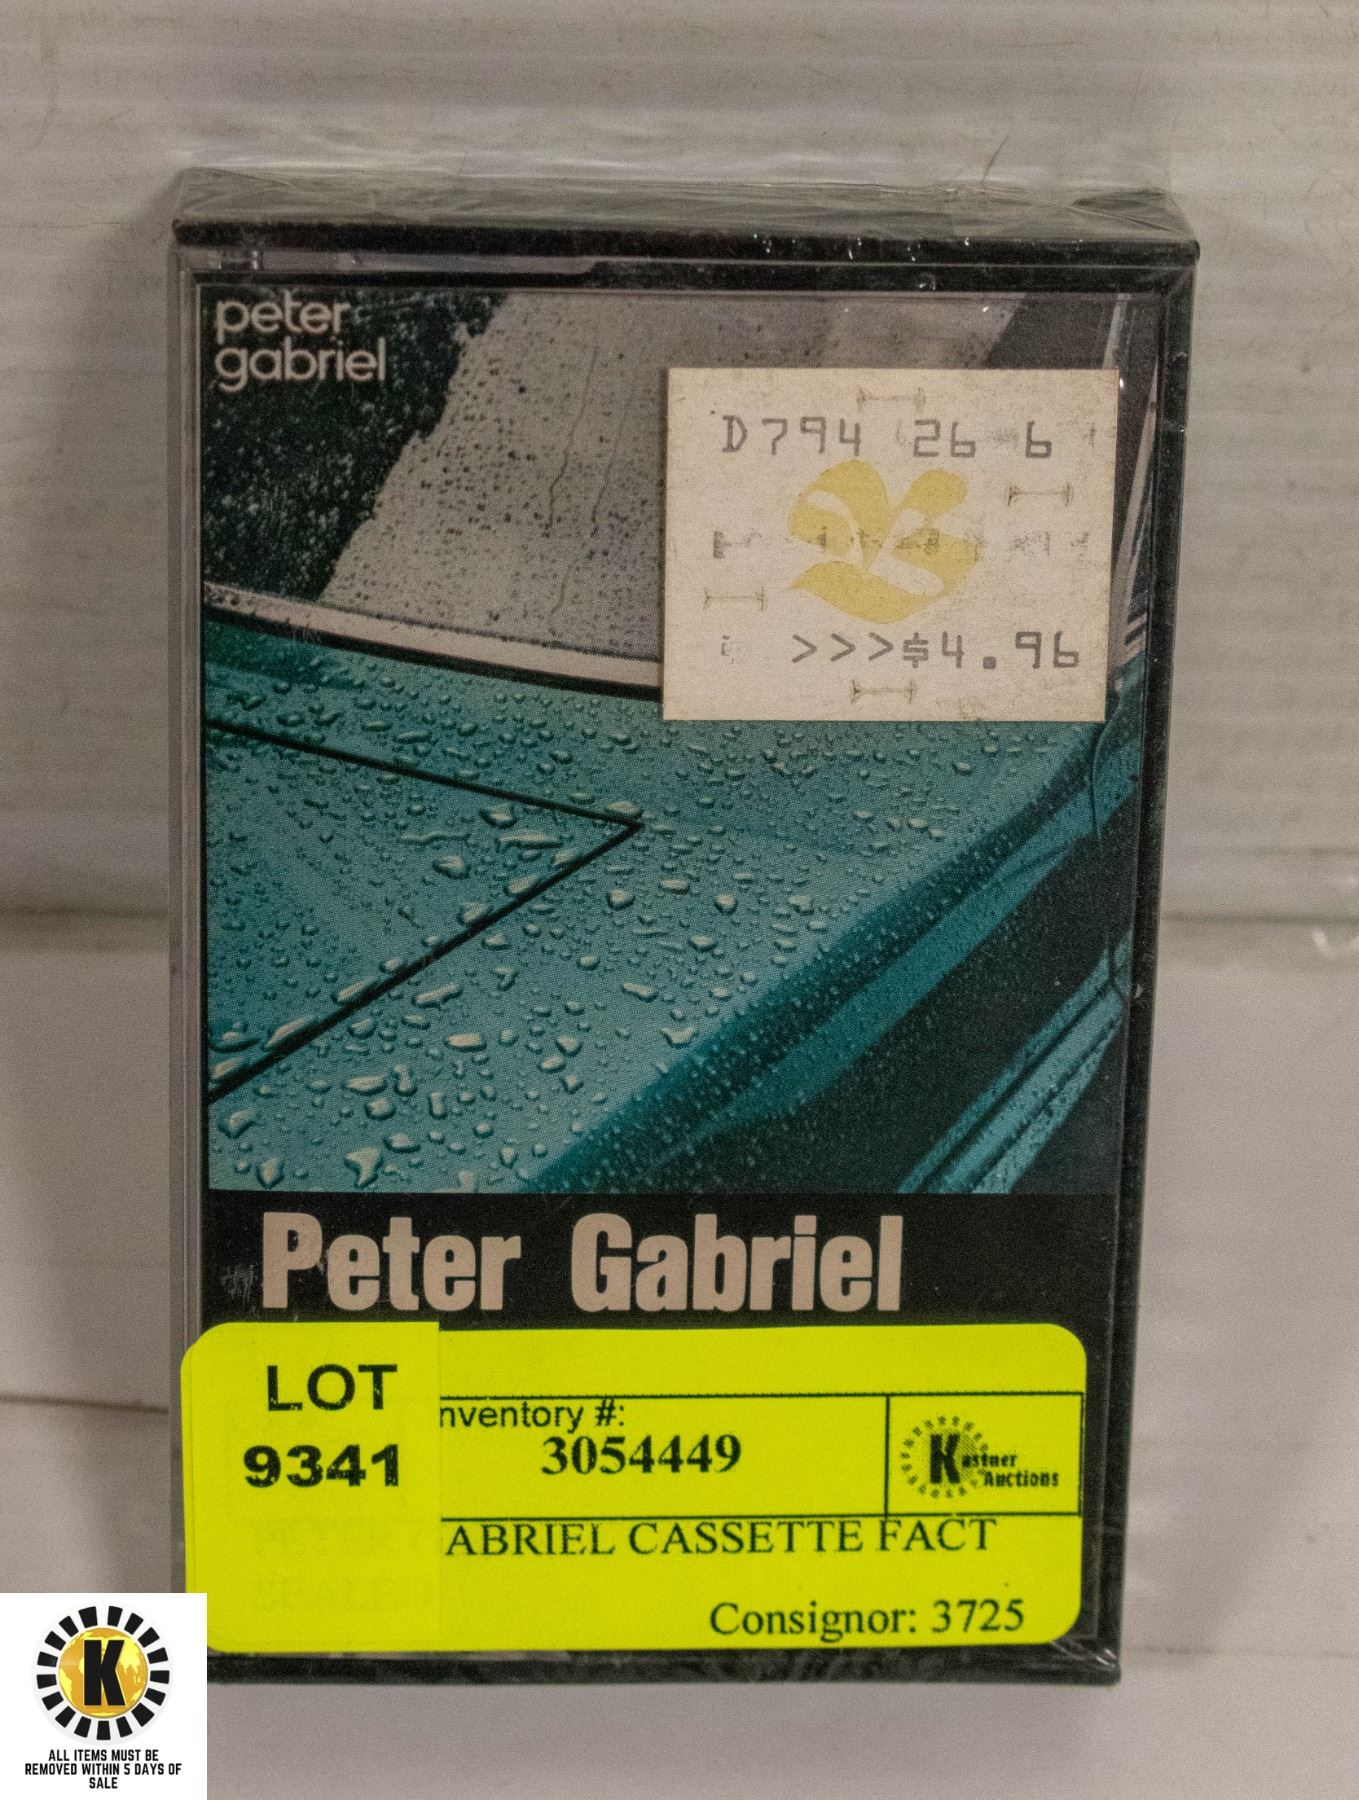 peter
gabriel
D794 26 6
>>>$4.96
Peter Gabriel
LOT
9341
nventory #:
3054449
Kastner
Auctions
ABRIEL CASSETTE FACT
SEALED
Consignor: 3725
K
ALL ITEMS MUST BE
REMOVED WITHIN 5 DAYS OF
SALE